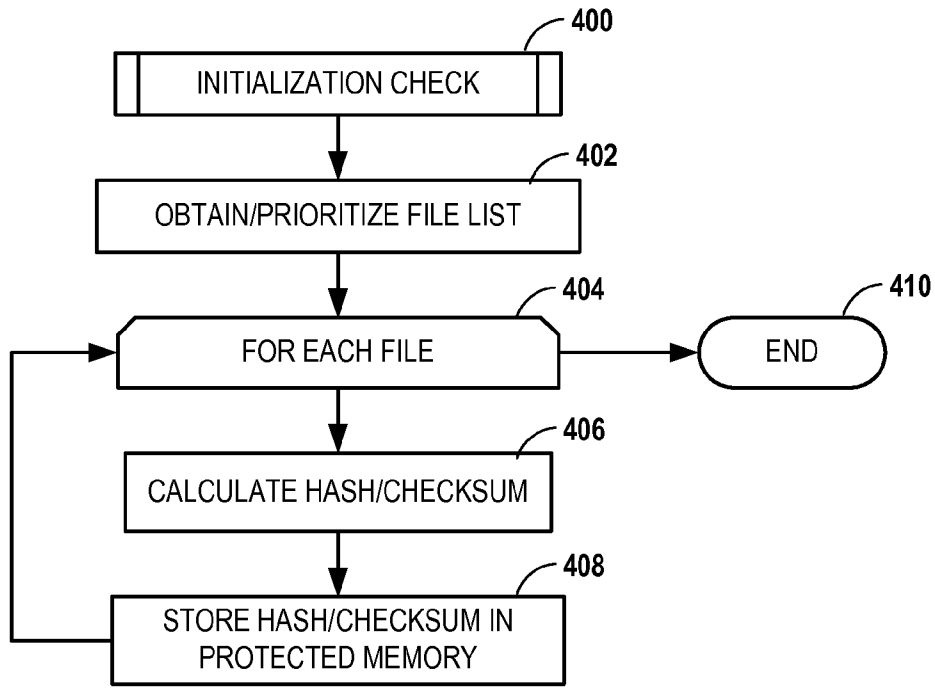 400
INITIALIZATION CHECK
402
OBTAIN/PRIORITIZE FILE LIST
404
FOR EACH FILE
410
END
406
CALCULATE HASH/CHECKSUM
408
STORE HASH/CHECKSUM IN
PROTECTED MEMORY